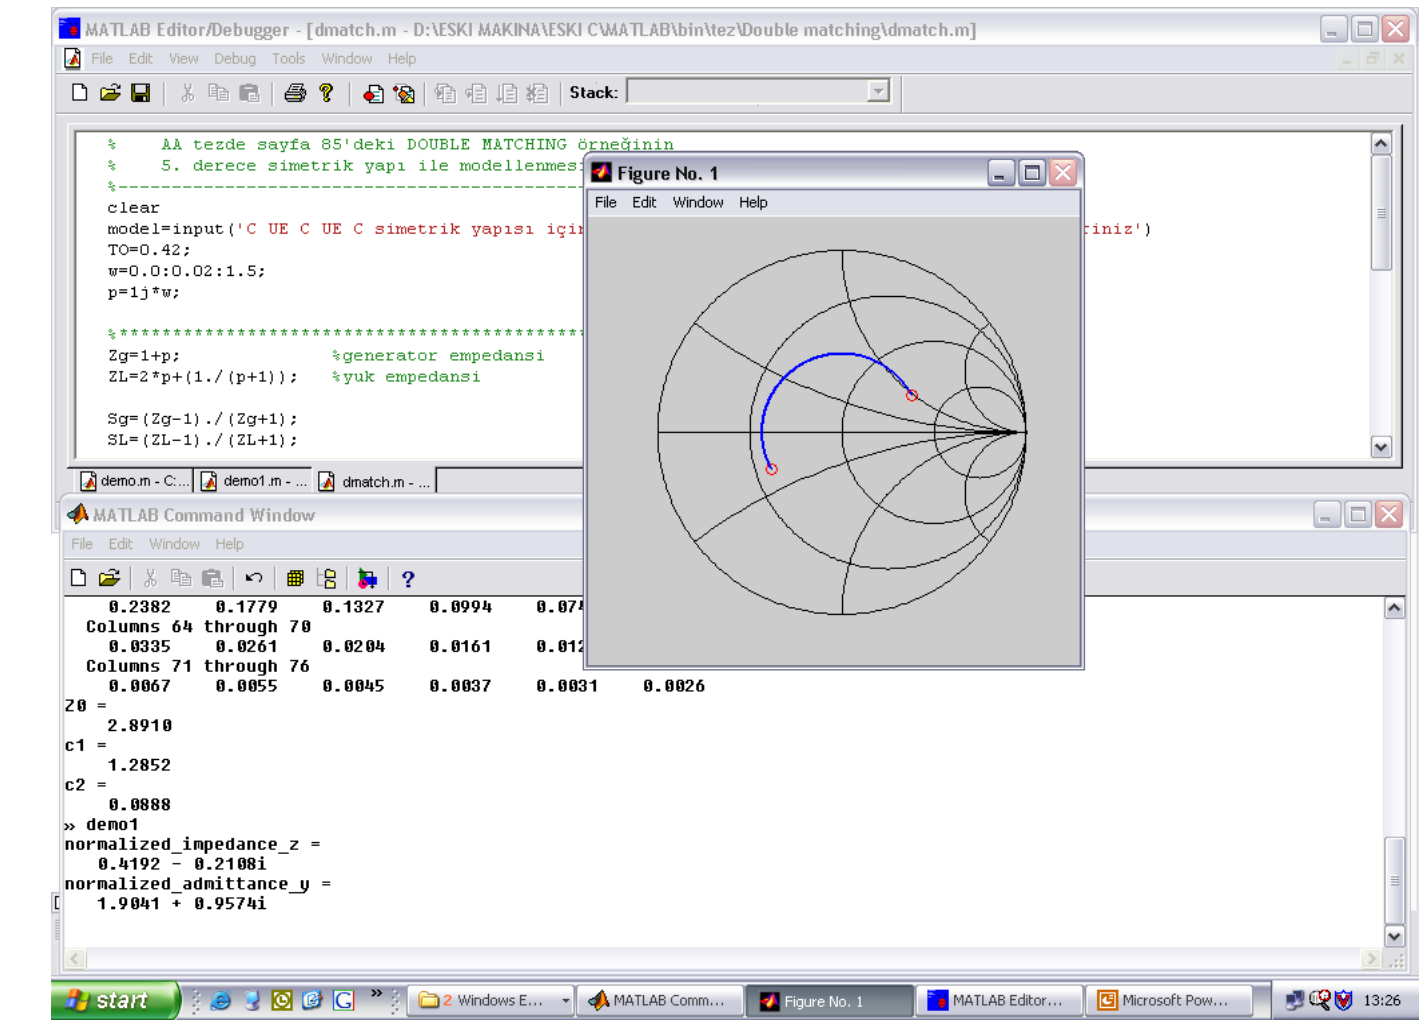 MATLAB Editor/Debugger - [dmatch.m - D:\ESKI MAKINA\ESKI C\MATLAB\bin\tez\Double matching\dmatch.m]
File Edit View Debug Tools Window Help
Stack:
% AA tezde sayfa 85'deki DOUBLE MATCHING örneğinin
% 5. derece simetrik yapı ile modellenmes
%----------------------------------------------
clear
model=input('C UE C UE C simetrik yapısı için
riniz')
TO=0.42;
w=0.0:0.02:1.5;
p=1j*w;
%********************************************
Zg=1+p; %generator empedansi
ZL=2*p+(1./(p+1)); %yuk empedansi
Sg=(Zg-1)./(Zg+1);
SL=(ZL-1)./(ZL+1);
demo.m - C:... demo1.m - ... dmatch.m - ...
Figure No. 1
File Edit Window Help
MATLAB Command Window
File Edit Window Help
0.2382 0.1779 0.1327 0.0994 0.074
Columns 64 through 70
0.0335 0.0261 0.0204 0.0161 0.012
Columns 71 through 76
0.0067 0.0055 0.0045 0.0037 0.0031 0.0026
Z0 =
2.8910
c1 =
1.2852
c2 =
0.0888
» demo1
normalized_impedance_z =
0.4192 - 0.2108i
normalized_admittance_y =
1.9041 + 0.9574i
start » 2 Windows E... MATLAB Comm... Figure No. 1 MATLAB Editor... Microsoft Pow... 13:26